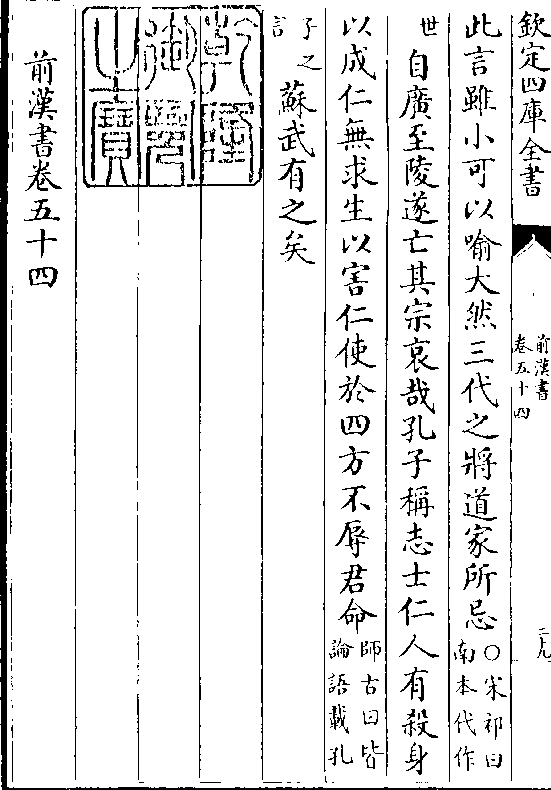 欽定四庫全書
前漢書
卷五十四
二九
此言雖小可以喻大然三代之將道家所忌○宋祁曰南本代作
世自廣至陵遂亡其宗哀哉孔子稱志士仁人有殺身
以成仁無求生以害仁使於四方不辱君命師古曰皆論語載孔
子之言蘇武有之矣
乾隆御覽之寶
前漢書卷五十四